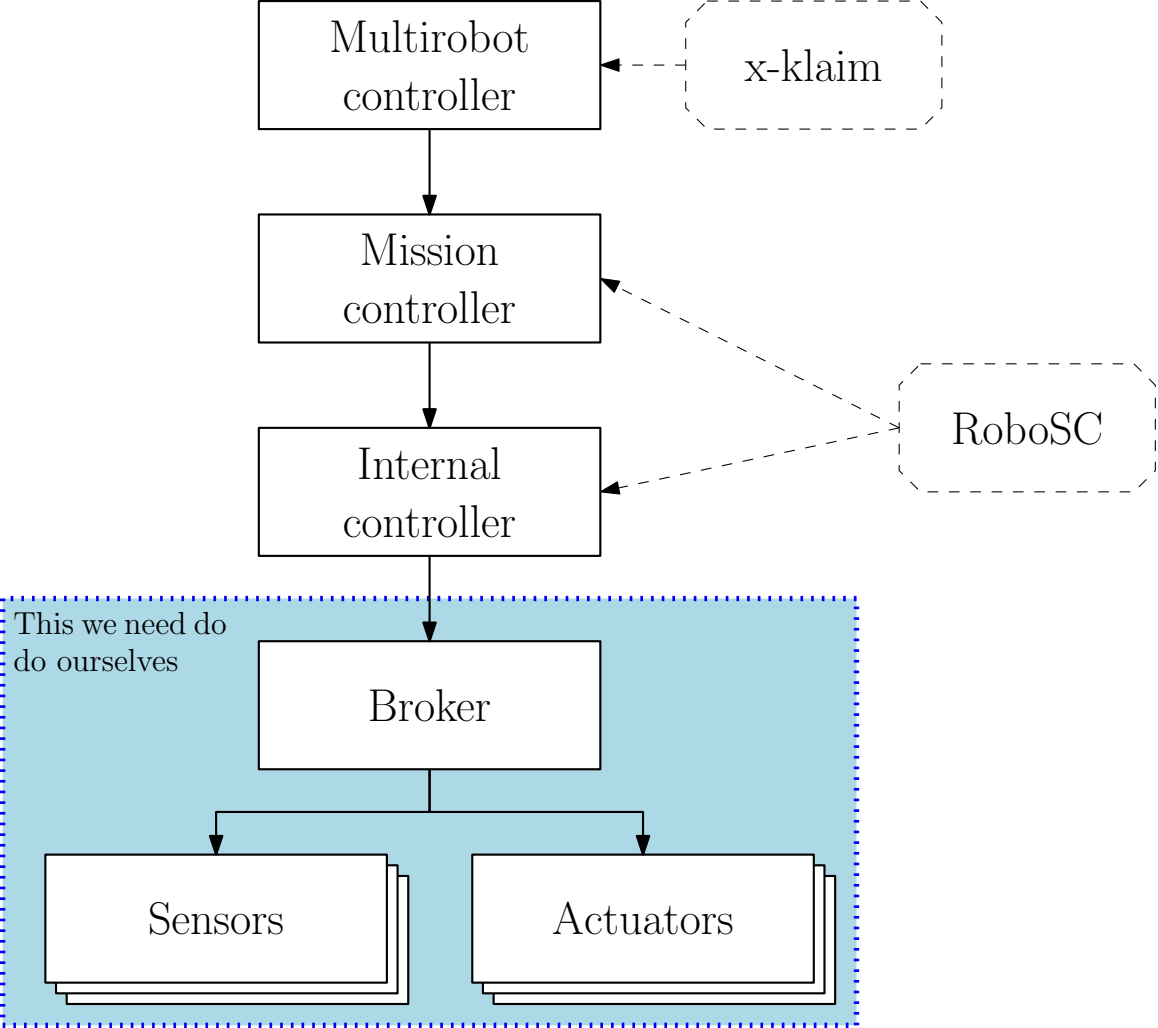 Multirobot
controller
x-klaim
Mission
controller
RoboSC
Internal
controller
This we need do
do ourselves
Broker
Sensors
Actuators